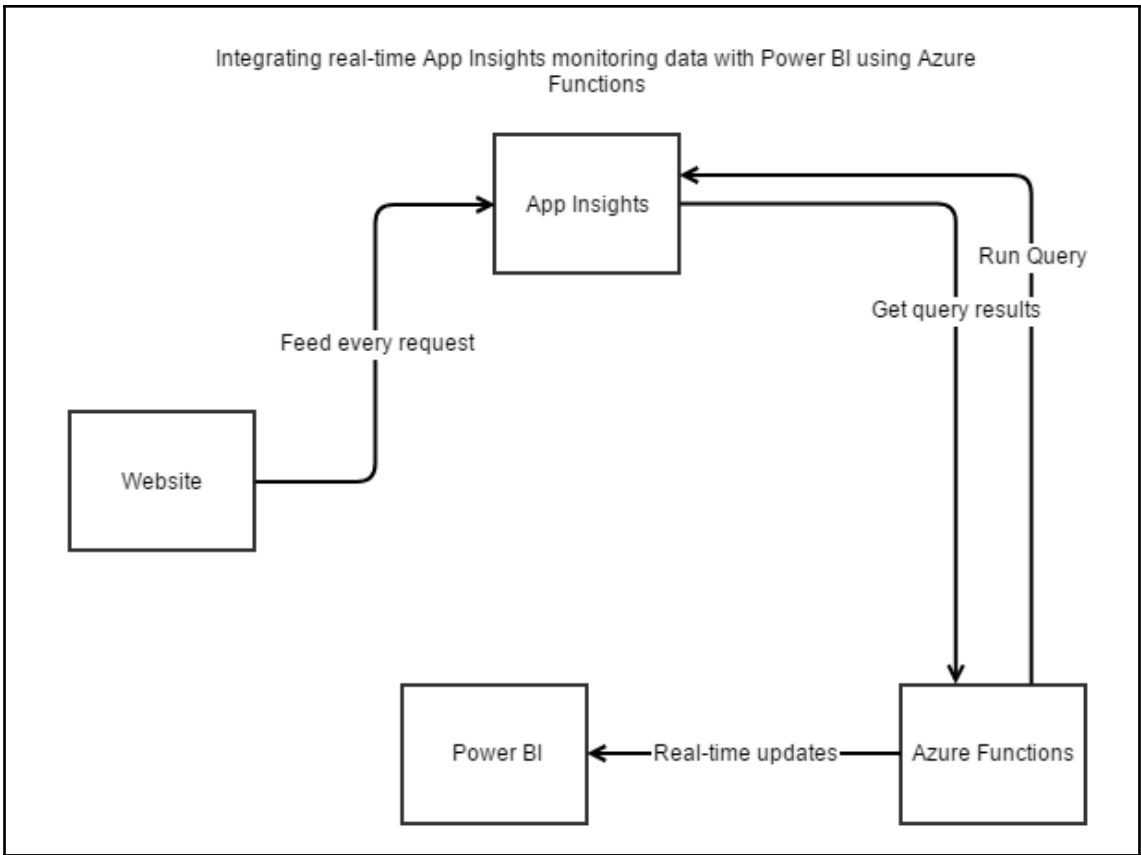 Integrating real-time App Insights monitoring data with Power BI using Azure
Functions
App Insights
Run Query
Get query results
Feed every request
Website
Power BI
Real-time updates
Azure Functions